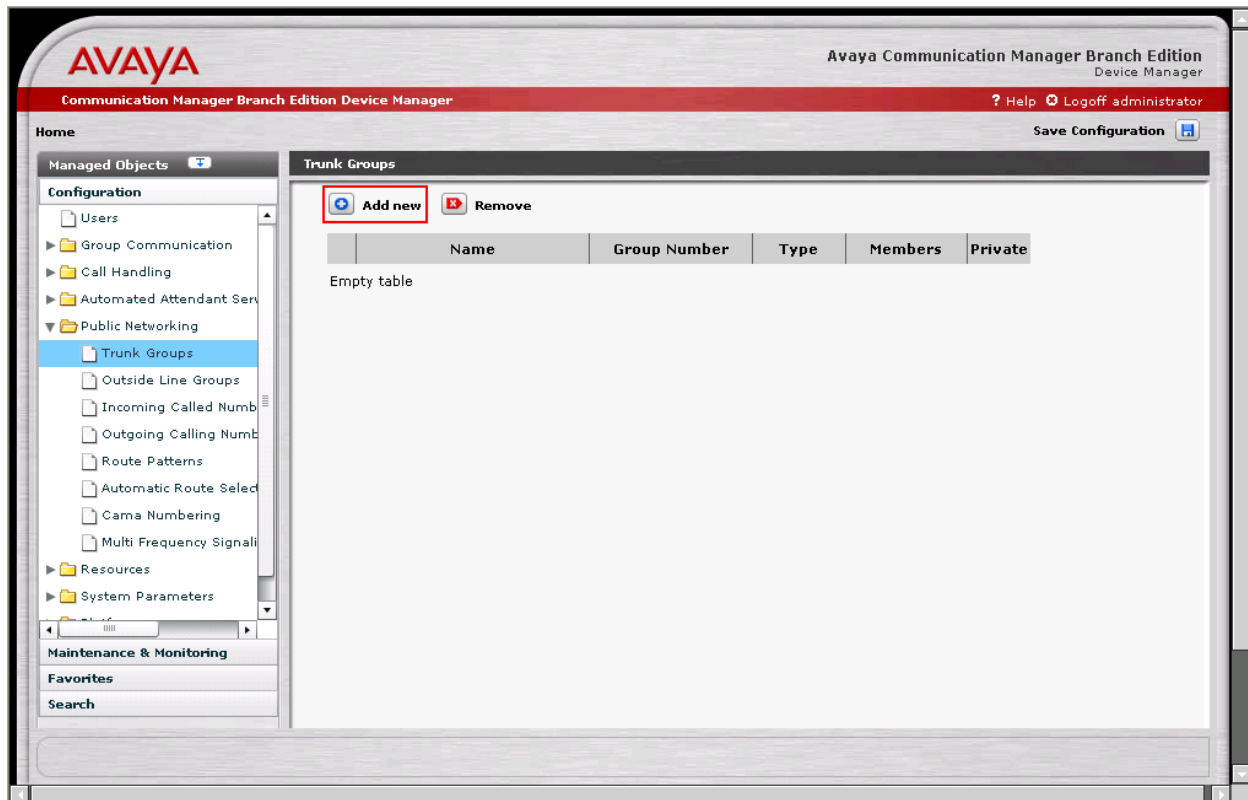 AVAYA
Avaya Communication Manager Branch Edition
Device Manager
Communication Manager Branch Edition Device Manager
? Help Logoff administrator
Home
Save Configuration
Managed Objects
Trunk Groups
Configuration
Add new Remove
Users
Group Communication
Call Handling
Automated Attendant Serv
Public Networking
Trunk Groups
Outside Line Groups
Incoming Called Numb
Outgoing Calling Numb
Route Patterns
Automatic Route Select
Cama Numbering
Multi Frequency Signali
Resources
System Parameters
Maintenance & Monitoring
Favorites
Search
Name Group Number Type Members Private
Empty table